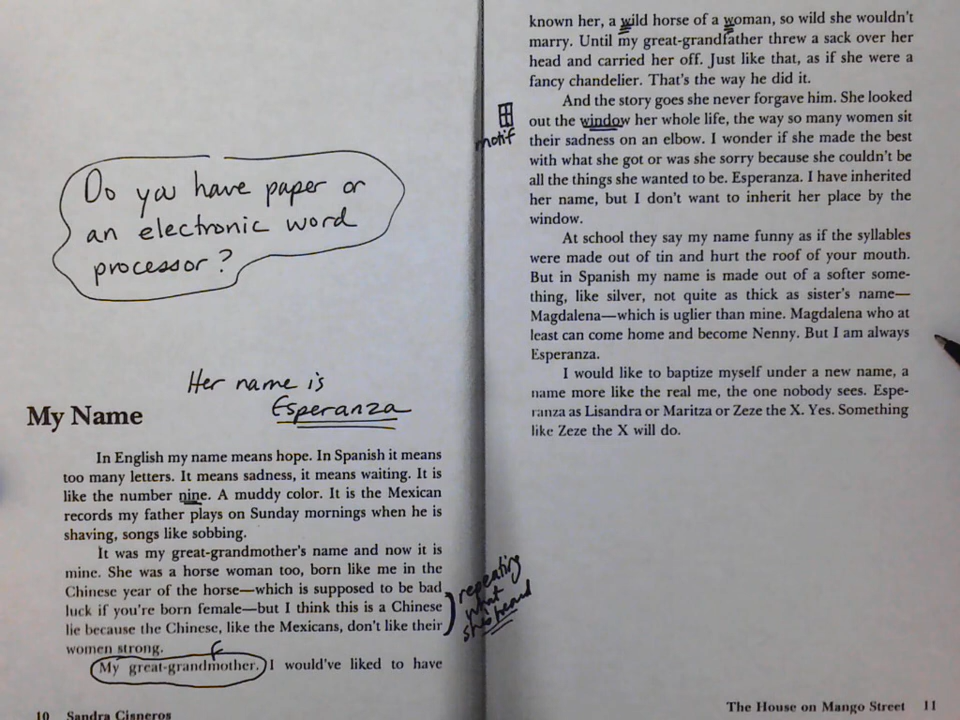 Do you have paper or
an electronic word
processor?
Her name is
Esperanza
My Name
In English my name means hope. In Spanish it means
too many letters. It means sadness, it means waiting. It is
like the number nine. A muddy color. It is the Mexican
records my father plays on Sunday mornings when he is
shaving, songs like sobbing.
It was my great-grandmother's name and now it is
mine. She was a horse woman too, born like me in the
Chinese year of the horse—which is supposed to be bad
luck if you're born female—but I think this is a Chinese
lie because the Chinese, like the Mexicans, don't like their
women strong.
My great-grandmother. I would've liked to have
repeating
what
she heard
10 Sandra Cisneros
known her, a wild horse of a woman, so wild she wouldn't
marry. Until my great-grandfather threw a sack over her
head and carried her off. Just like that, as if she were a
fancy chandelier. That's the way he did it.
And the story goes she never forgave him. She looked
out the window her whole life, the way so many women sit
their sadness on an elbow. I wonder if she made the best
with what she got or was she sorry because she couldn't be
all the things she wanted to be. Esperanza. I have inherited
her name, but I don't want to inherit her place by the
window.
motif
At school they say my name funny as if the syllables
were made out of tin and hurt the roof of your mouth.
But in Spanish my name is made out of a softer some-
thing, like silver, not quite as thick as sister's name—
Magdalena—which is uglier than mine. Magdalena who at
least can come home and become Nenny. But I am always
Esperanza.
I would like to baptize myself under a new name, a
name more like the real me, the one nobody sees. Espe-
ranza as Lisandra or Maritza or Zeze the X. Yes. Something
like Zeze the X will do.
The House on Mango Street 11